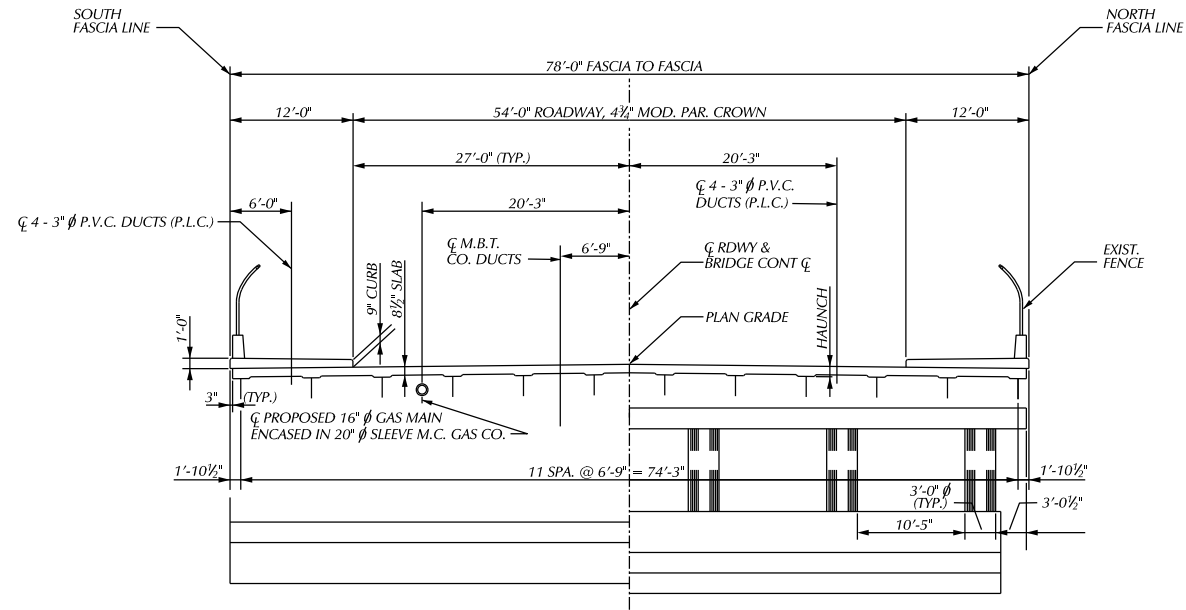 SOUTH
FASCIA LINE
NORTH
FASCIA LINE
78'-0" FASCIA TO FASCIA
12'-0"
54'-0" ROADWAY, 4¾" MOD. PAR. CROWN
12'-0"
27'-0" (TYP.)
20'-3"
6'-0"
20'-3"
℄ 4 - 3" ϕ P.V.C.
DUCTS (P.L.C.)
℄ 4 - 3" ϕ P.V.C. DUCTS (P.L.C.)
℄ M.B.T.
CO. DUCTS
6'-9"
℄ RDWY &
BRIDGE CONT ℄
EXIST.
FENCE
9" CURB
8½" SLAB
HAUNCH
PLAN GRADE
1'-0"
3"
(TYP.)
℄ PROPOSED 16" ϕ GAS MAIN
ENCASED IN 20" ϕ SLEEVE M.C. GAS CO.
1'-10½"
11 SPA. @ 6'-9" = 74'-3"
1'-10½"
3'-0" ϕ
(TYP.)
3'-0½"
10'-5"